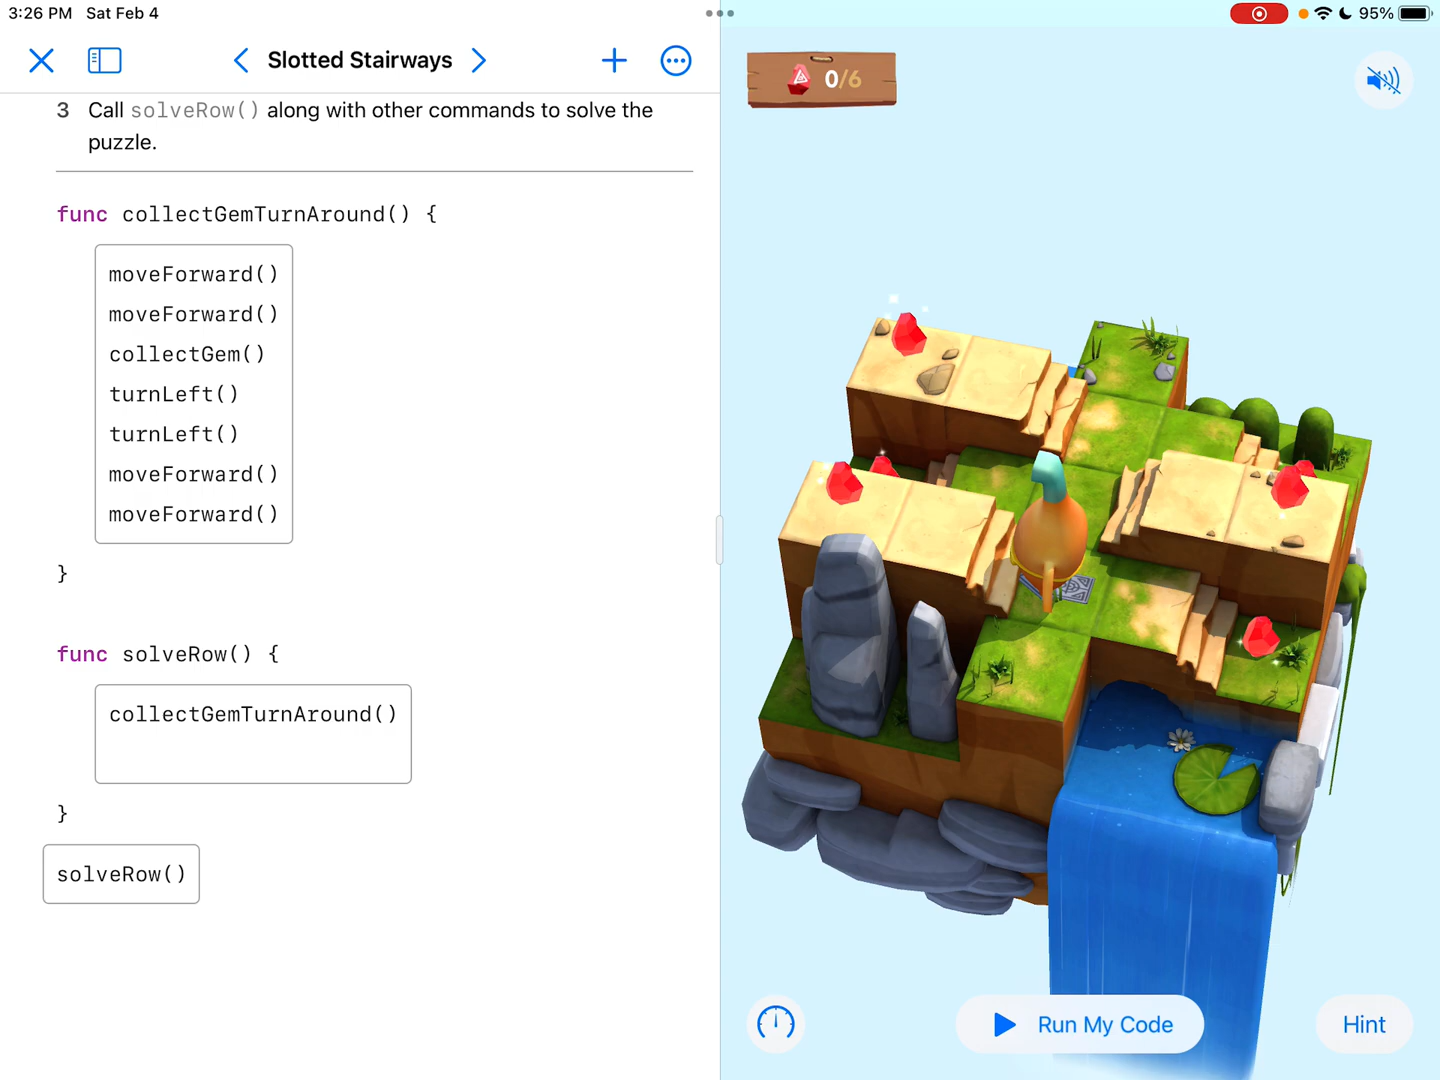 3:26 PM Sat Feb 4
95%
Slotted Stairways
0/6
3 Call solveRow() along with other commands to solve the
puzzle.
func collectGemTurnAround() {
moveForward()
moveForward()
collectGem()
turnLeft()
turnLeft()
moveForward()
moveForward()
}
func solveRow() {
collectGemTurnAround()
}
solveRow()
Run My Code
Hint